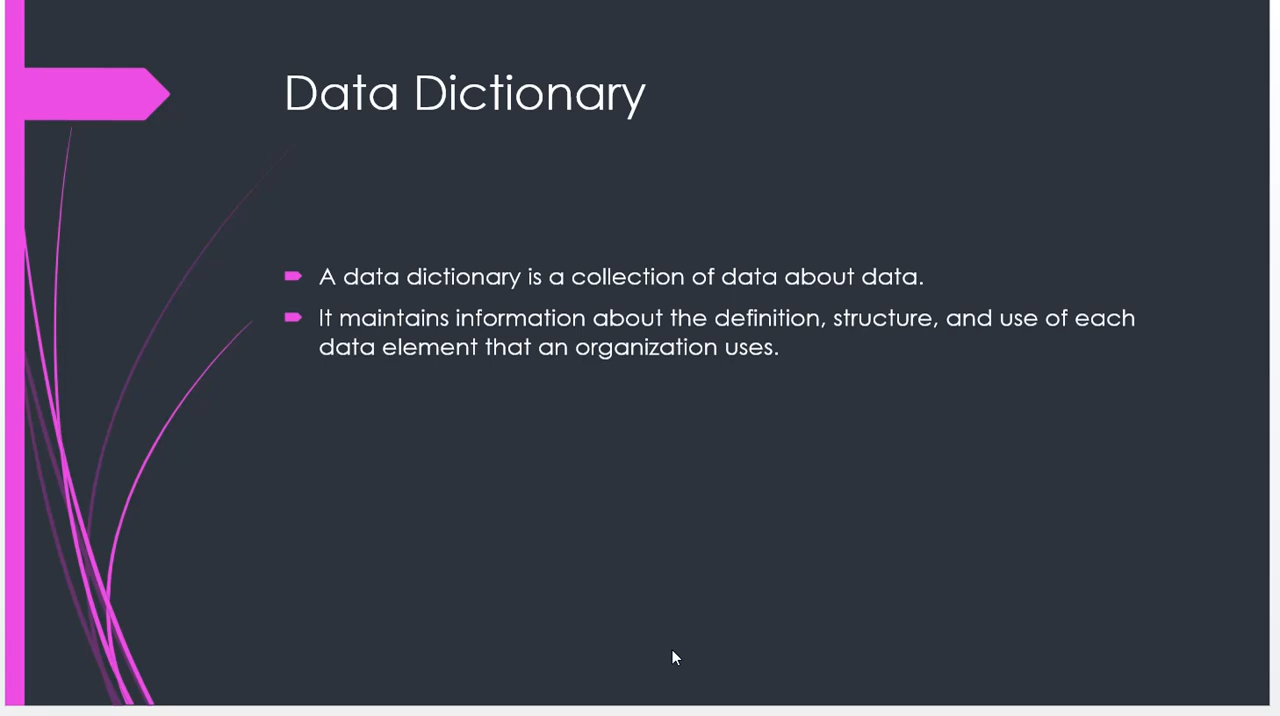 Data Dictionary
A data dictionary is a collection of data about data.
It maintains information about the definition, structure, and use of each
data element that an organization uses.